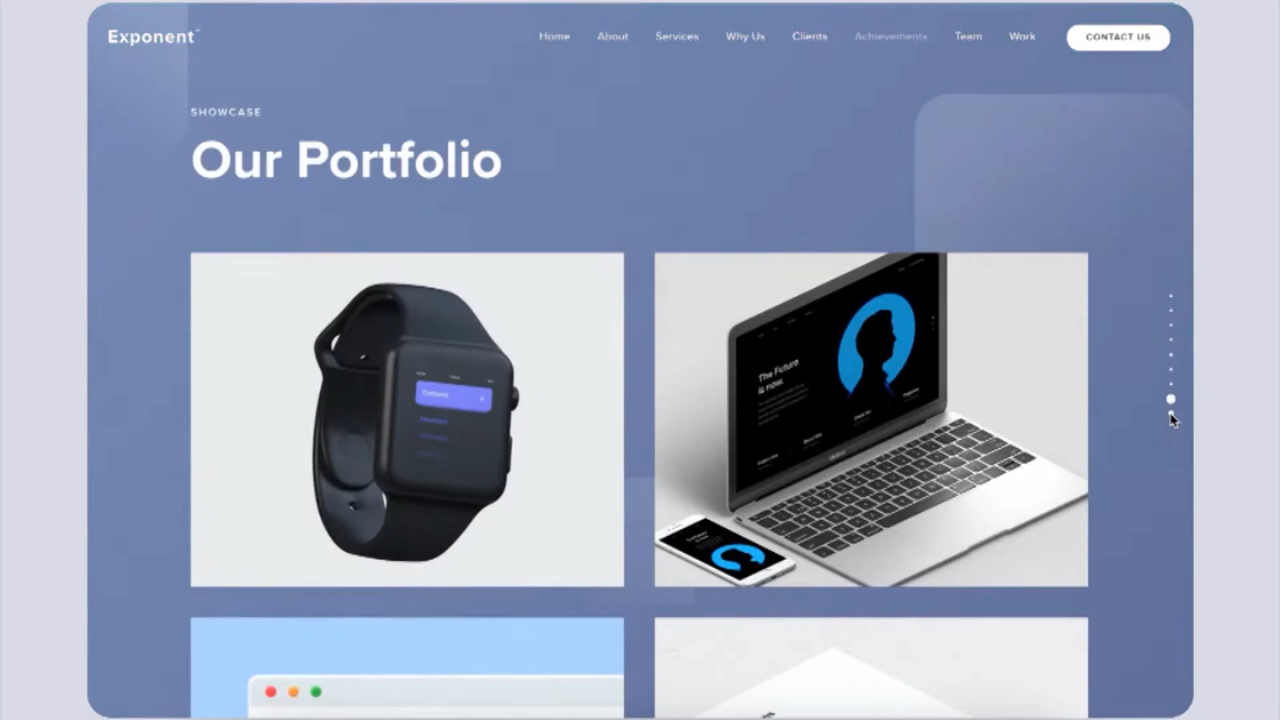 Exponent
Home About Services Why Us Clients Achievements Team Work CONTACT US
SHOWCASE
Our Portfolio
The Future
is now.